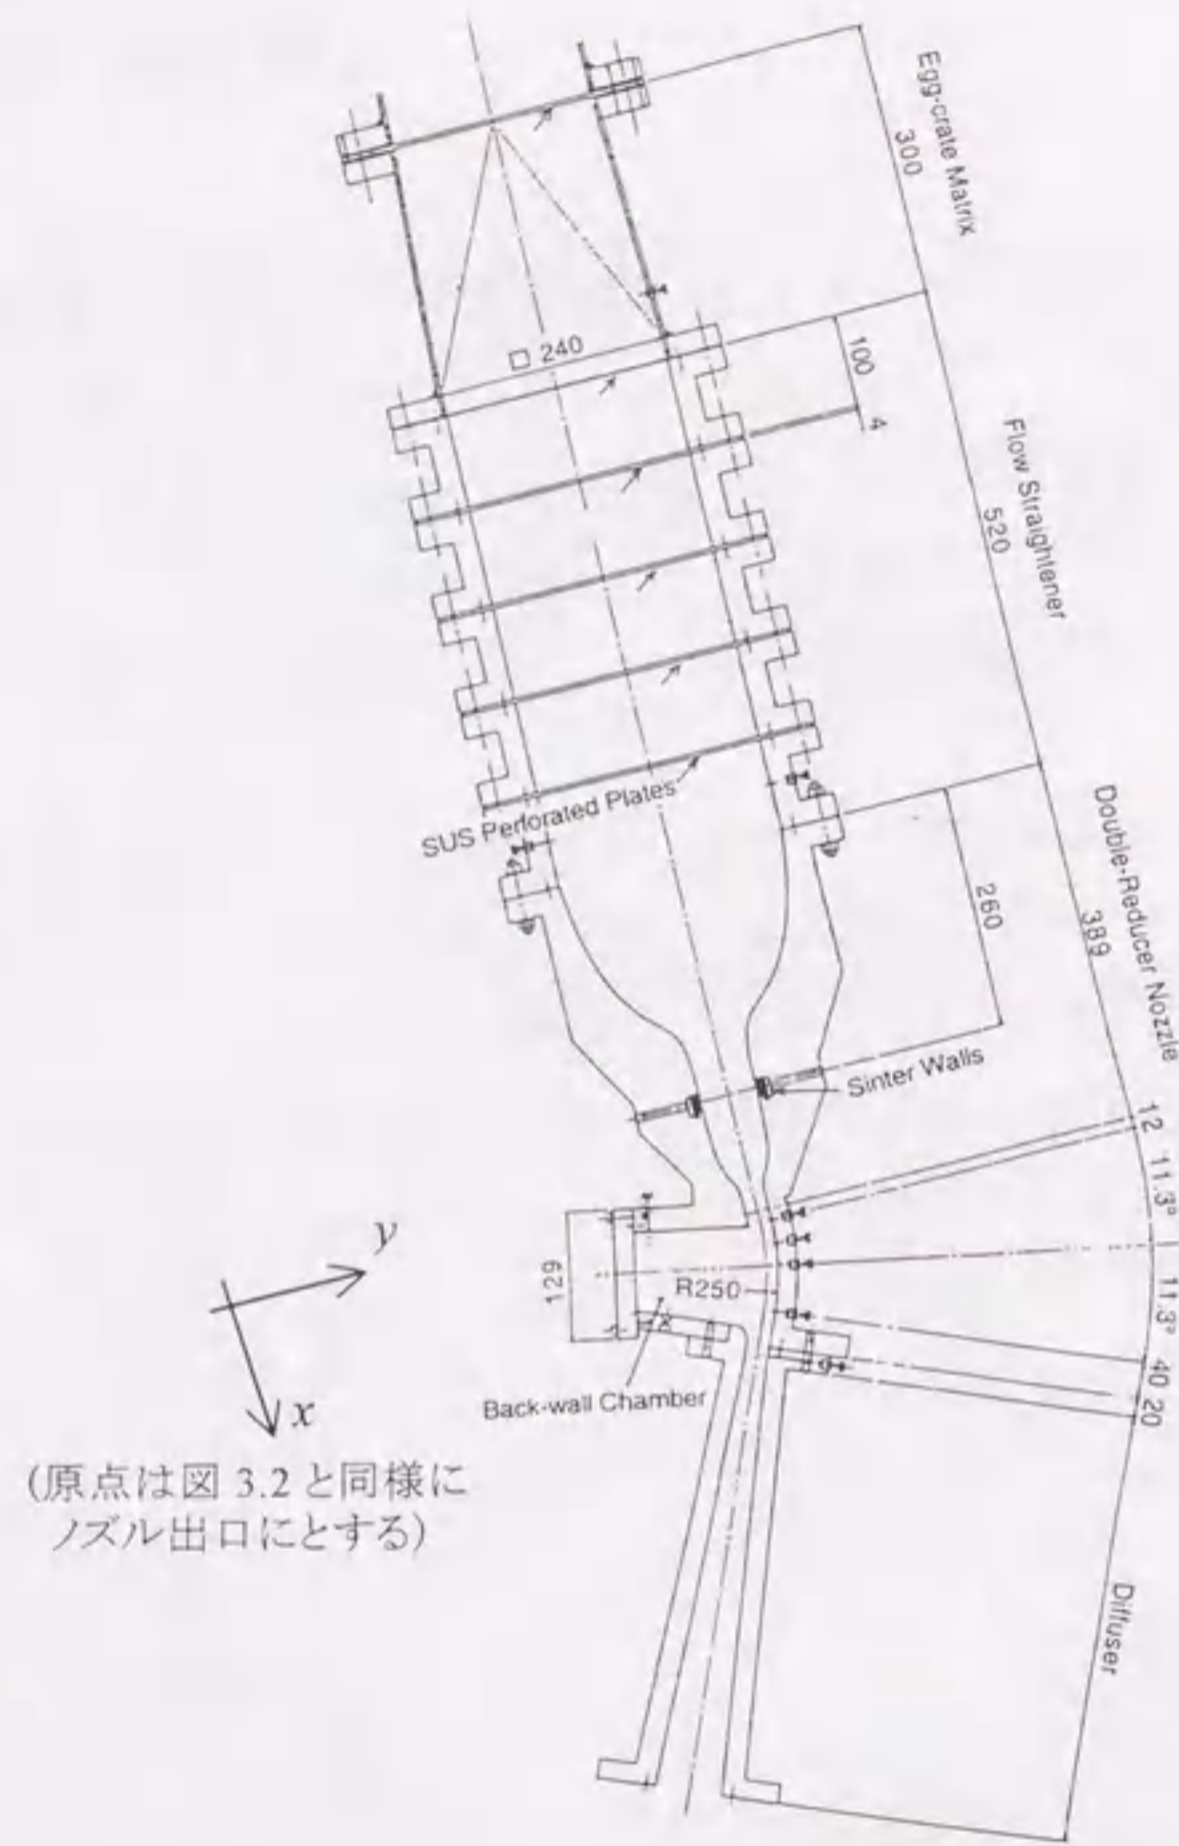 Egg-crate Matrix
300
□ 240
100
4
Flow Straightener
520
SUS Perforated Plates
Double-Reducer Nozzle
389
260
Sinter Walls
12
11.3°
y
129
R250
11.3°
x
Back-wall Chamber
40
20
(原点は図 3.2 と同様に
ノズル出口にとする)
Diffuser